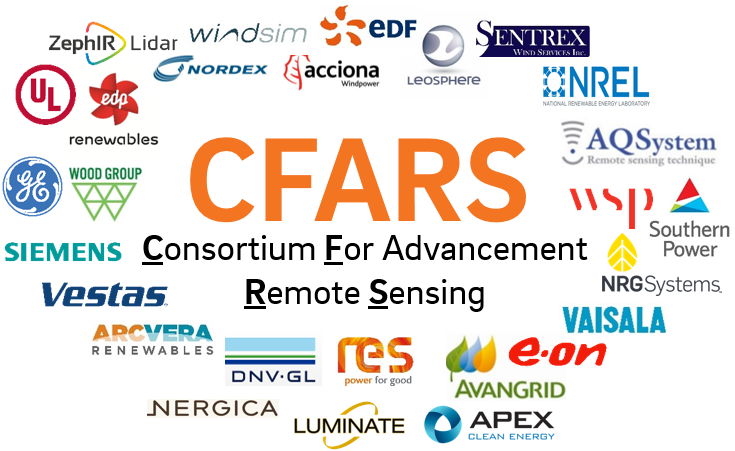 ZephIR Lidar
windsim
eDF
SENTREX
WIND SERVICES Inc.
NORDEX
acciona
Windpower
LEOSPHERE
UL
edp
renewables
NREL
NATIONAL RENEWABLE ENERGY LABORATORY
AQSystem
Remote sensing technique
GE
WOOD GROUP
CFARS
wsp
Southern
Power
SIEMENS
Consortium For Advancement
Remote Sensing
NRGSystems
Vestas
VAISALA
ARCVERA
RENEWABLES
DNV·GL
res
power for good
e·on
AVANGRID
NERGICA
LUMINATE
APEX
CLEAN ENERGY